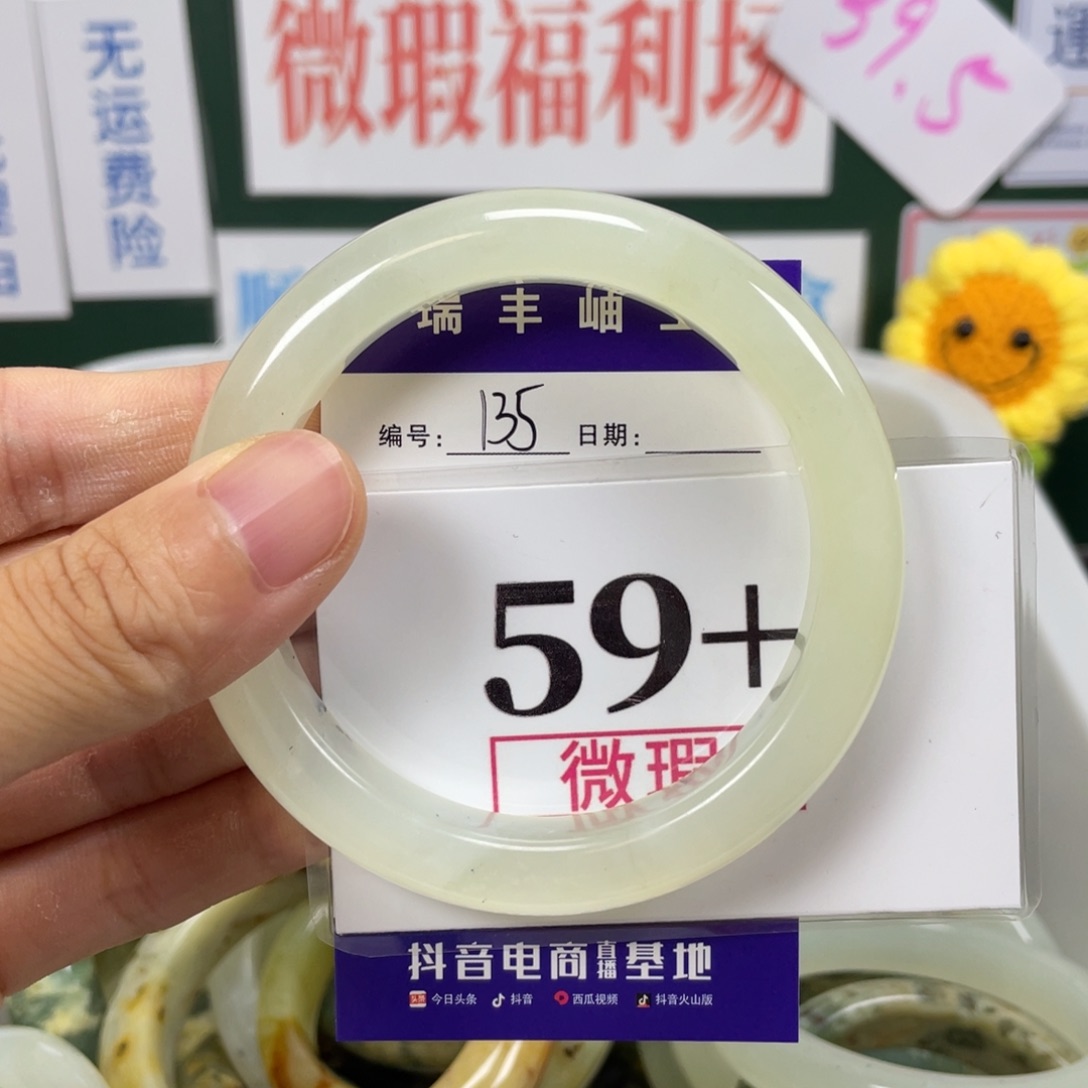 无运费险
微瑕福利场
59.5
瑞丰岫
编号: 135 日期:
59+
微瑕
抖音电商直播基地
头条 今日头条 抖音 西瓜视频 抖音火山版